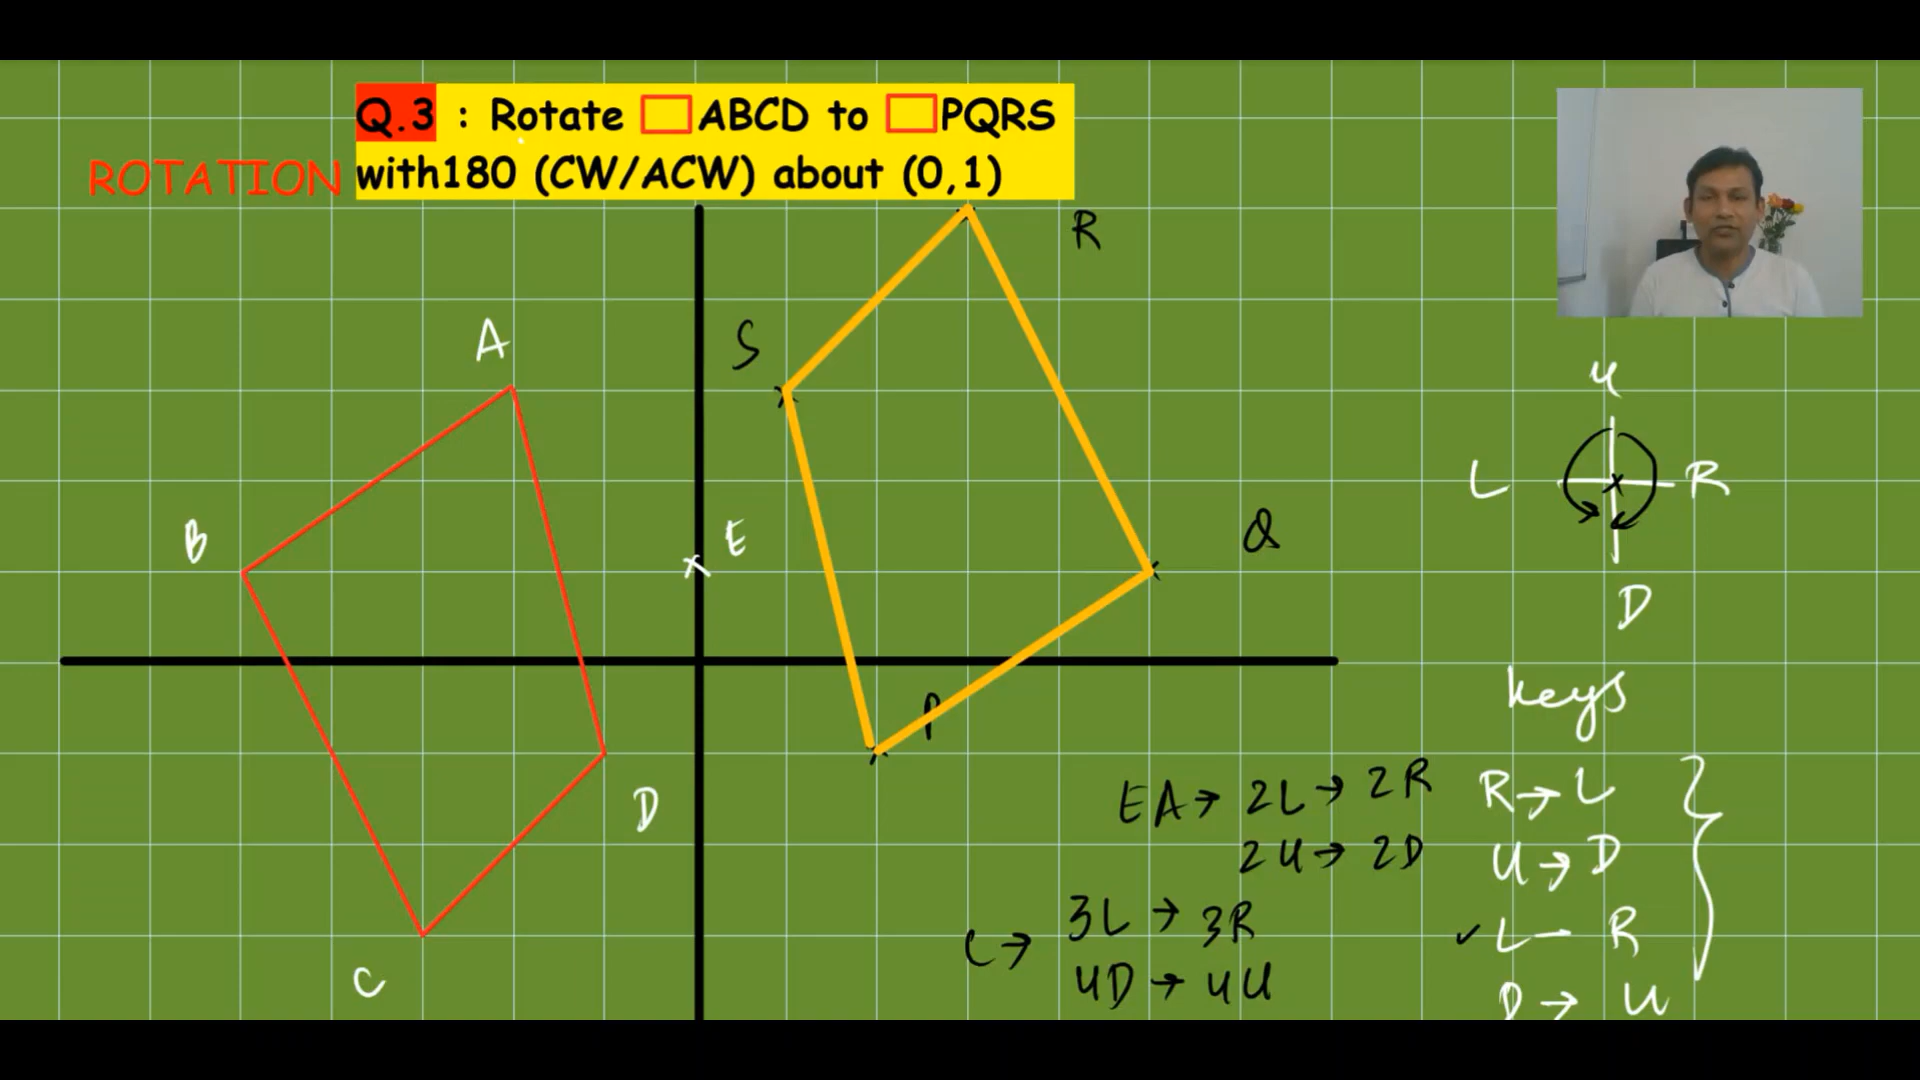 Q.3 : Rotate ABCD to PQRS
with180 (CW/ACW) about (0,1)
ROTATION
R
A
S
B
E
Q
P
D
C
U
L R
D
keys
R→L
U→D
L— R
D→ U
EA→ 2L→2R
2U→2D
C→ 3L→3R
4D→4U